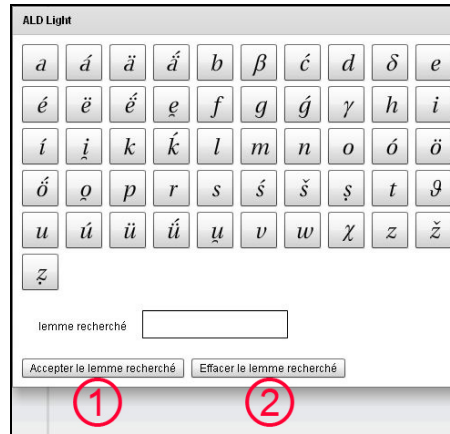 ALD Light
a á ä ä́ b β ć d δ e
é ë ë́ e̯ f g ǵ γ h i
í i̯ k ḱ l m n o ó ö
ö́ o̯ p r s ś š ṣ t ϑ
u ú ü ǘ u̯ v w χ z ž
ẓ
lemme recherché
Accepter le lemme recherché Effacer le lemme recherché
1 2